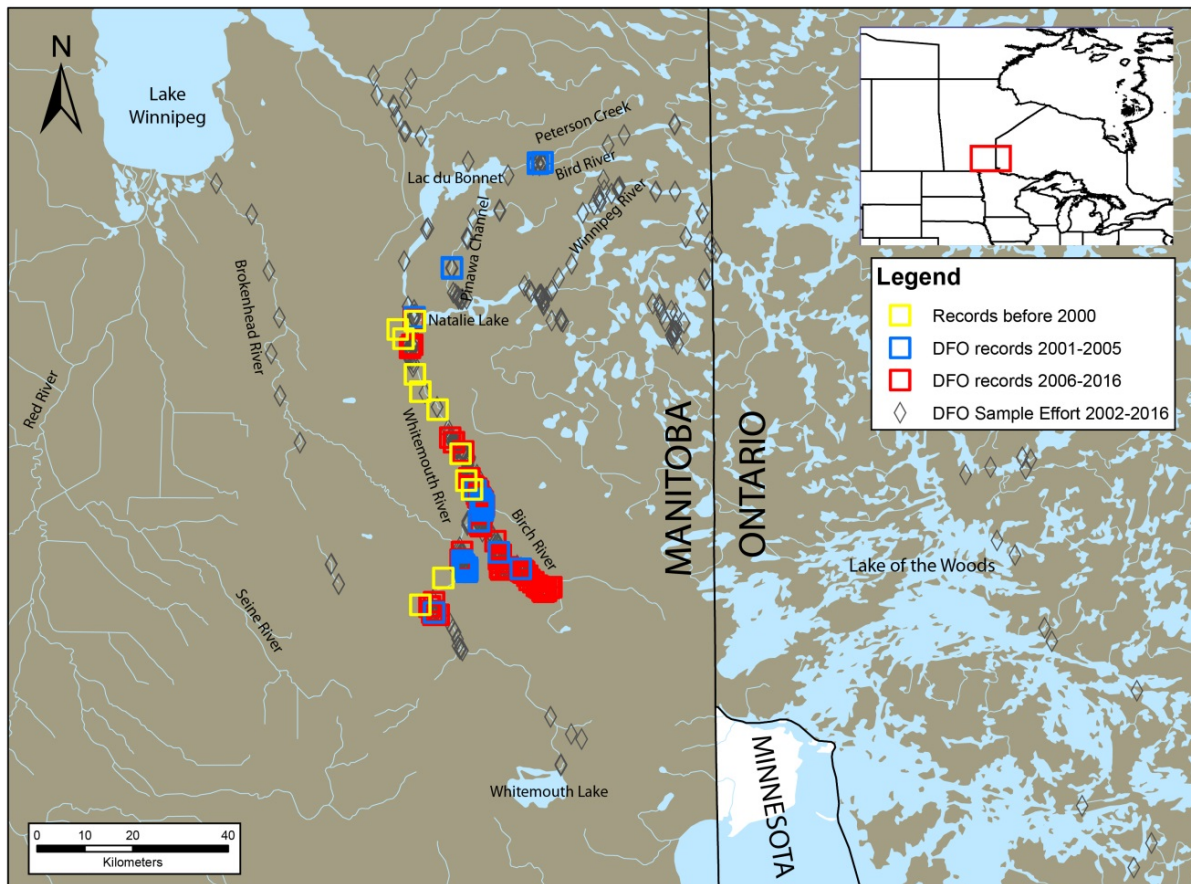 N
Lake
Winnipeg
Peterson Creek
Bird River
Lac du Bonnet
Pinawa Channel
Winnipeg River
Brokenhead River
Natalie Lake
Red River
Whitemouth River
Birch River
Seine River
Whitemouth Lake
MANITOBA
ONTARIO
MINNESOTA
Lake of the Woods
Legend
Records before 2000
DFO records 2001-2005
DFO records 2006-2016
DFO Sample Effort 2002-2016
0 10 20 40
Kilometers